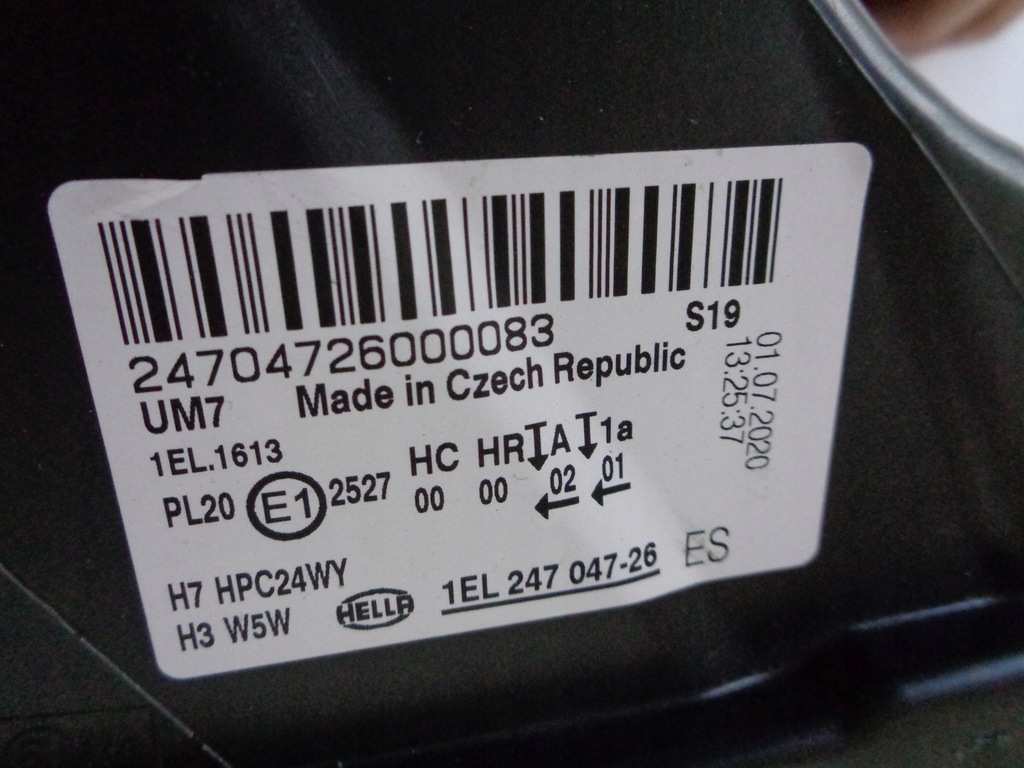 24704726000083
S19
UM7 Made in Czech Republic
01.07.2020
13:25:37
1EL.1613
HC HR A 1a
PL20 E1 2527 00 00 02 01
H7 HPC24WY
H3 W5W HELLA 1EL 247 047-26 ES